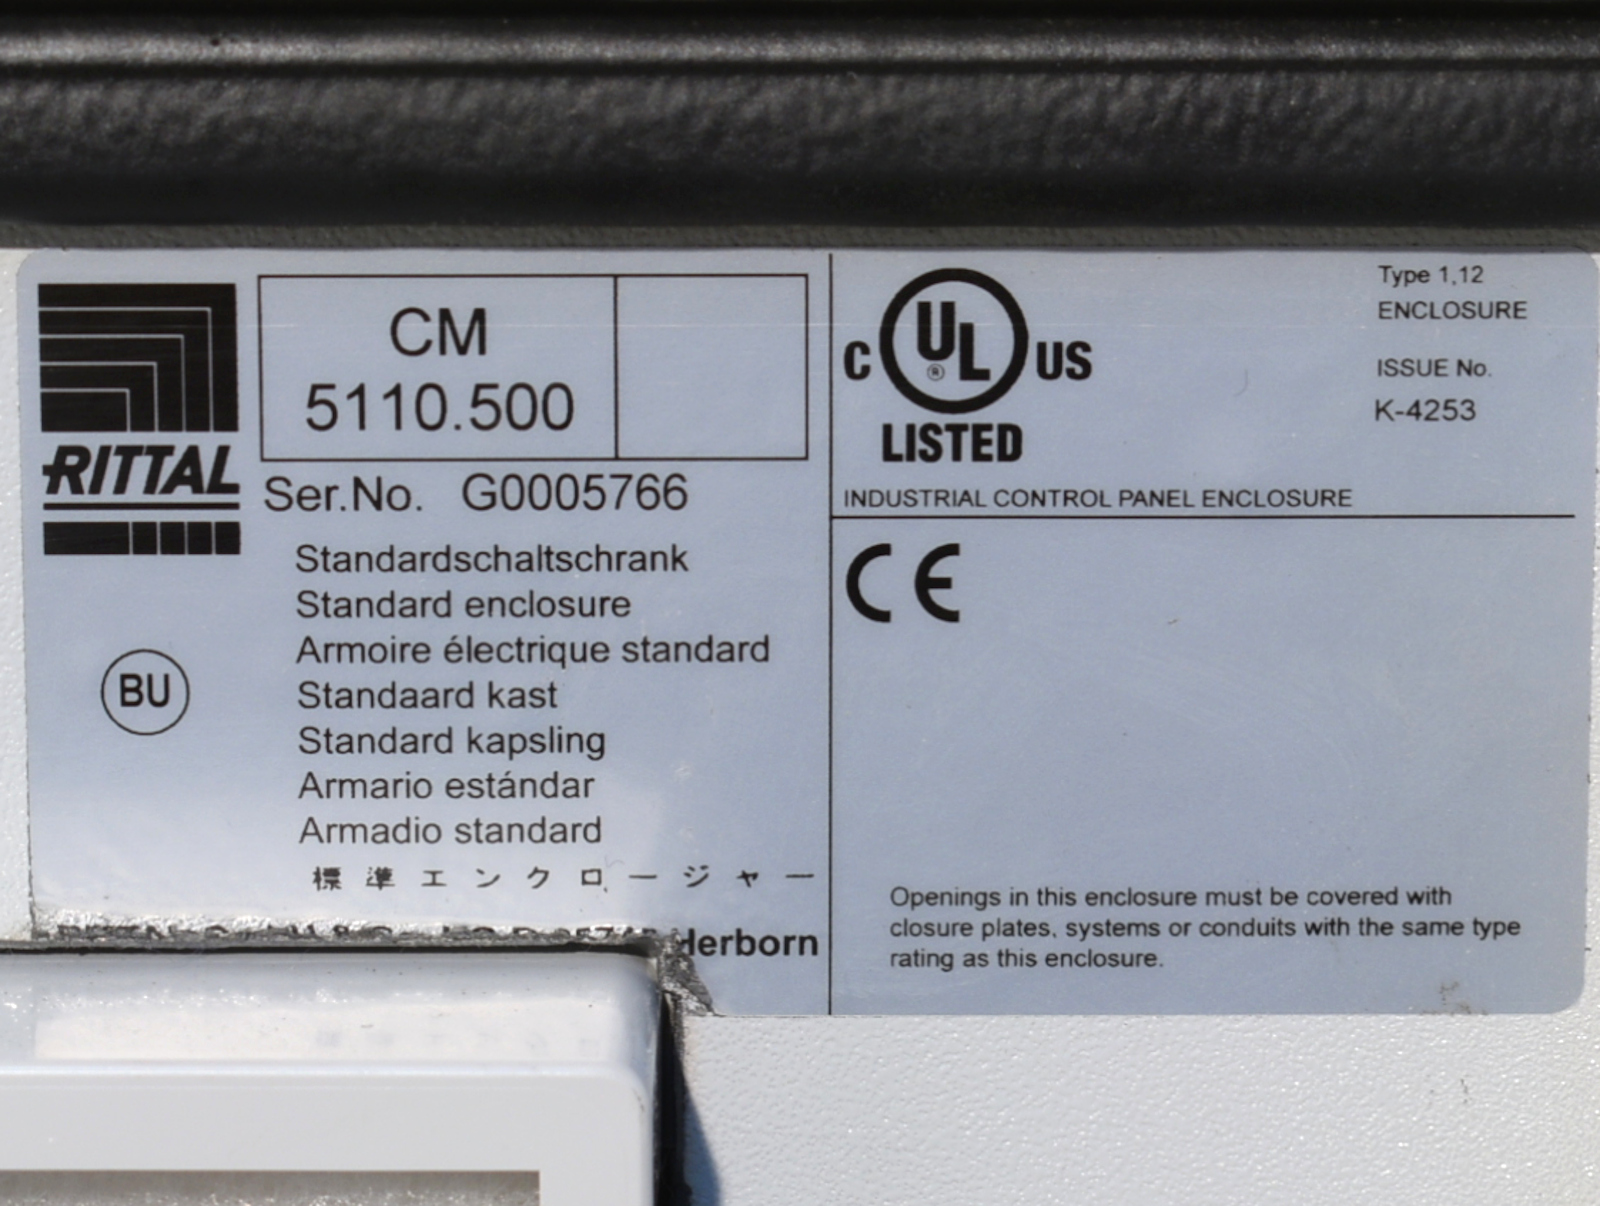 RITTAL
CM
5110.500
Ser.No. G0005766
Standardschaltschrank
Standard enclosure
Armoire électrique standard
Standaard kast
Standard kapsling
Armario estándar
Armadio standard
標準エンクロージャー
Herborn
BU
C UL ® US
LISTED
Type 1,12
ENCLOSURE
ISSUE No.
K-4253
INDUSTRIAL CONTROL PANEL ENCLOSURE
CE
Openings in this enclosure must be covered with
closure plates, systems or conduits with the same type
rating as this enclosure.